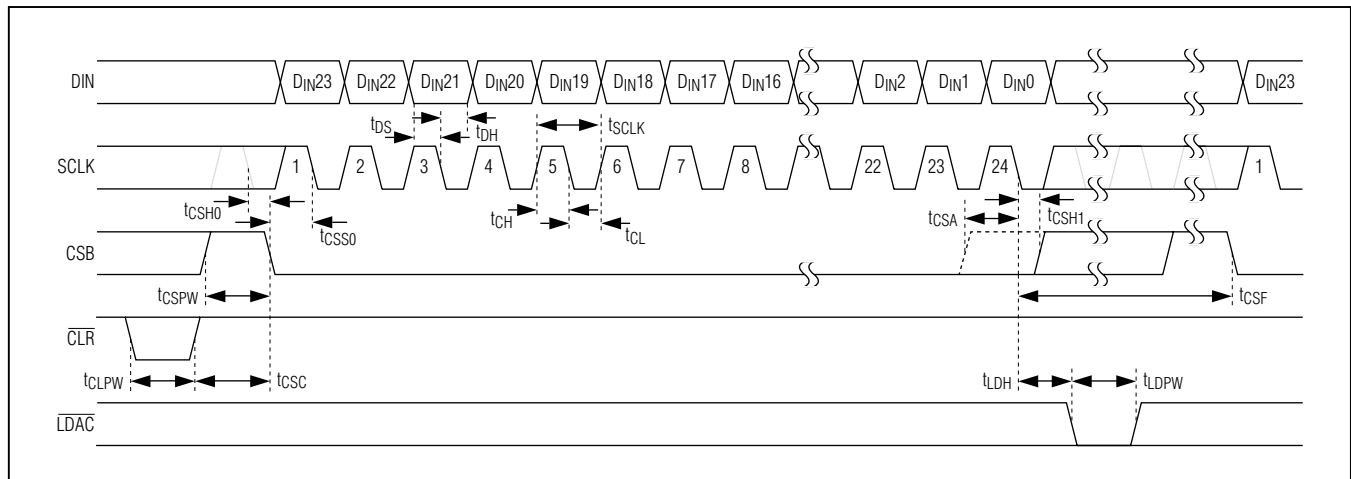 DIN DIN23 DIN22 DIN21 DIN20 DIN19 DIN18 DIN17 DIN16 DIN2 DIN1 DIN0 DIN23
tDS tDH tSCLK
SCLK 1 2 3 4 5 6 7 8 22 23 24 1
tCSH0 tCSS0 tCH tCL tCSA tCSH1
CSB
tCSPW tCSF
CLR
tCLPW tCSC tLDH tLDPW
LDAC